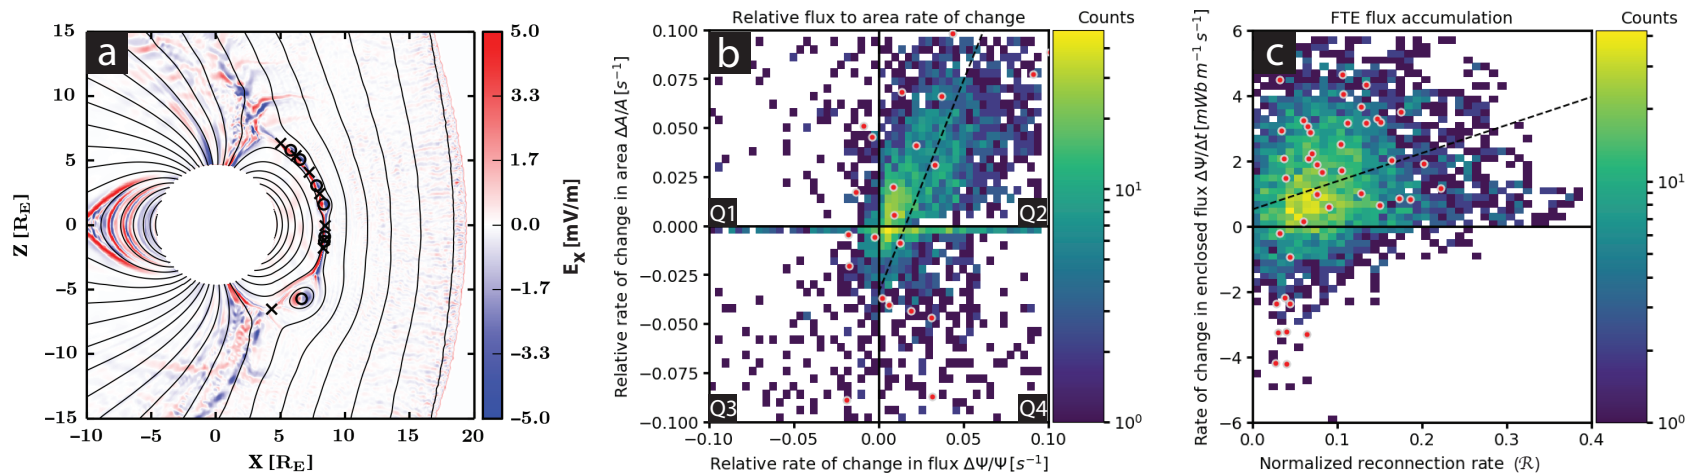 a
15
10
5
0
−5
−10
−15
−10
−5
0
5
10
15
20
Z [R_E]
X [R_E]
5.0
3.3
1.7
0.0
−1.7
−3.3
−5.0
E_X [mV/m]
Relative flux to area rate of change
b
0.100
0.075
0.050
0.025
0.000
−0.025
−0.050
−0.075
−0.100
Relative rate of change in area ΔA/A [s⁻¹]
Q1
Q2
Q3
Q4
−0.10
−0.05
0.00
0.05
0.10
Relative rate of change in flux ΔΨ/Ψ [s⁻¹]
Counts
10¹
10⁰
FTE flux accumulation
c
6
4
2
0
−2
−4
−6
Rate of change in enclosed flux ΔΨ/Δt [mWb m⁻¹ s⁻¹]
0.0
0.1
0.2
0.3
0.4
Normalized reconnection rate (ℛ)
Counts
10¹
10⁰